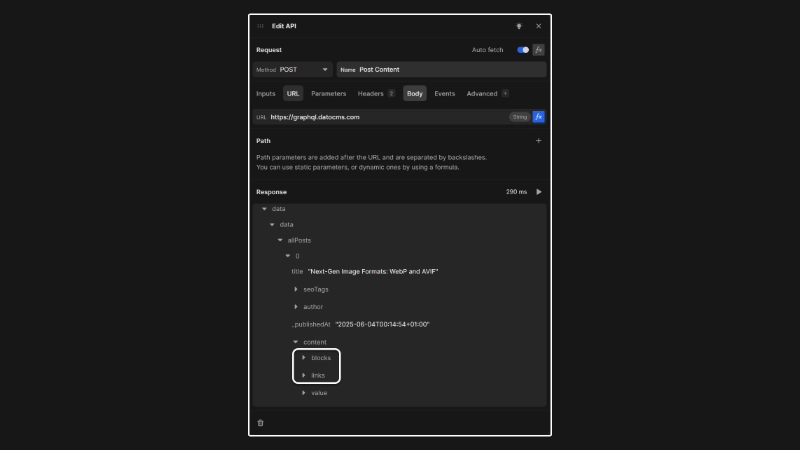 Edit API
Request Auto fetch fx
Method POST Name Post Content
Inputs URL Parameters Headers 2 Body Events Advanced
URL https://graphql.datocms.com String fx
Path
Path parameters are added after the URL and are separated by backslashes.
You can use static parameters, or dynamic ones by using a formula.
Response 290 ms
data
data
allPosts
0
title "Next-Gen Image Formats: WebP and AVIF"
seoTags
author
_publishedAt "2025-06-04T00:14:54+01:00"
content
blocks
links
value